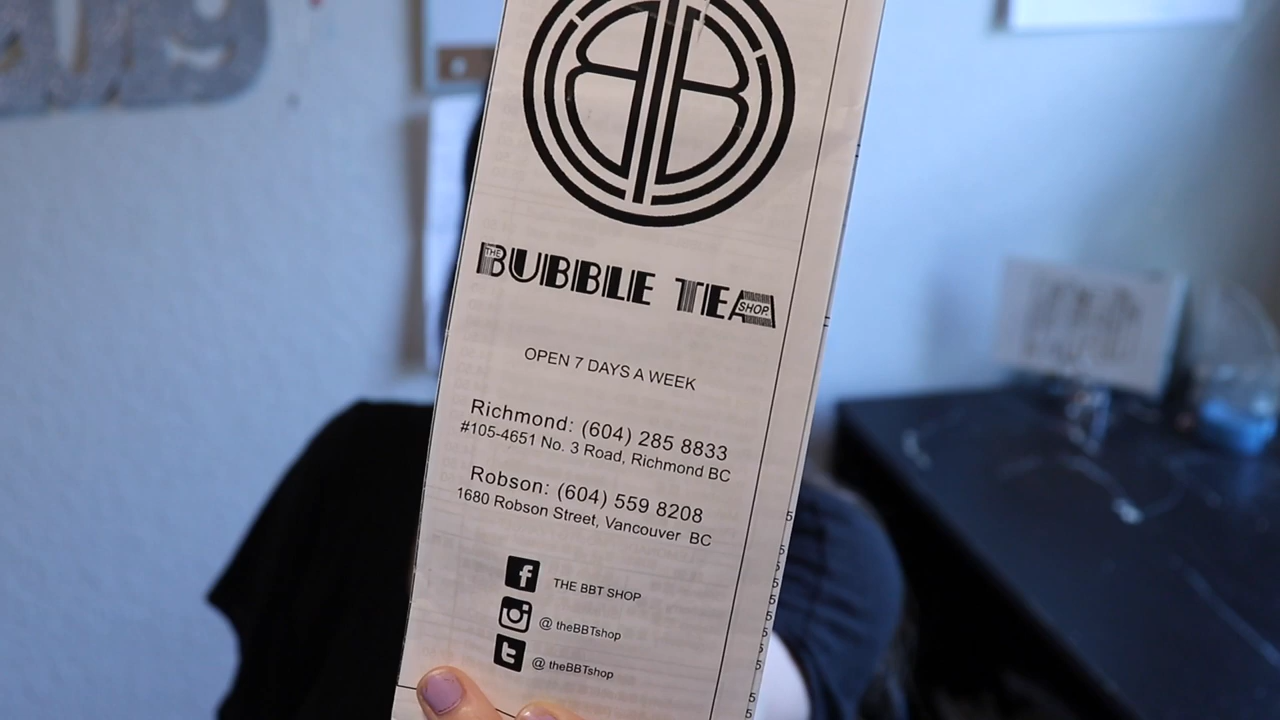 THE BUBBLE TEA SHOP
OPEN 7 DAYS A WEEK
Richmond: (604) 285 8833
#105-4651 No. 3 Road, Richmond BC
Robson: (604) 559 8208
1680 Robson Street, Vancouver BC
THE BBT SHOP
@ theBBTshop
@ theBBTshop